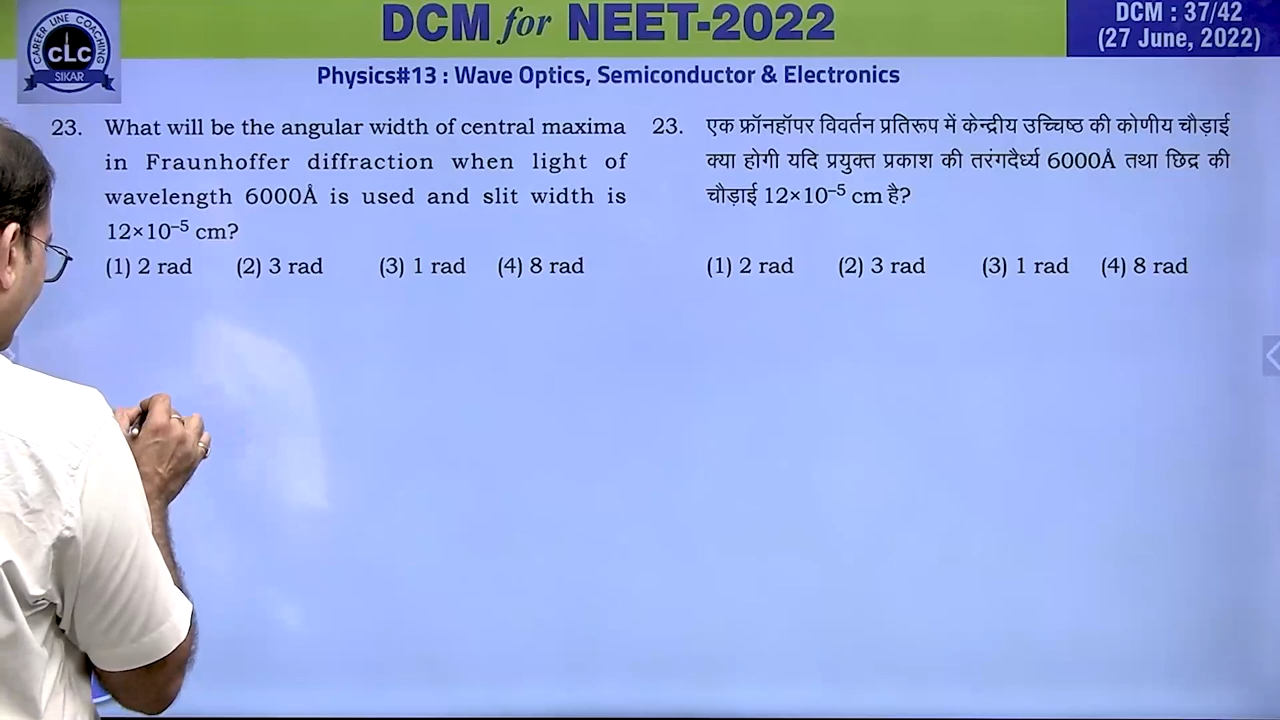 CAREER LINE COACHING
CLC
SIKAR
DCM for NEET-2022
DCM : 37/42
(27 June, 2022)
Physics#13 : Wave Optics, Semiconductor & Electronics
23. What will be the angular width of central maxima
in Fraunhoffer diffraction when light of
wavelength 6000Å is used and slit width is
12×10⁻⁵ cm?
(1) 2 rad (2) 3 rad (3) 1 rad (4) 8 rad
23. एक फ्रॉनहॉपर विवर्तन प्रतिरूप में केन्द्रीय उच्चिष्ठ की कोणीय चौड़ाई
क्या होगी यदि प्रयुक्त प्रकाश की तरंगदैर्ध्य 6000Å तथा छिद्र की
चौड़ाई 12×10⁻⁵ cm है?
(1) 2 rad (2) 3 rad (3) 1 rad (4) 8 rad